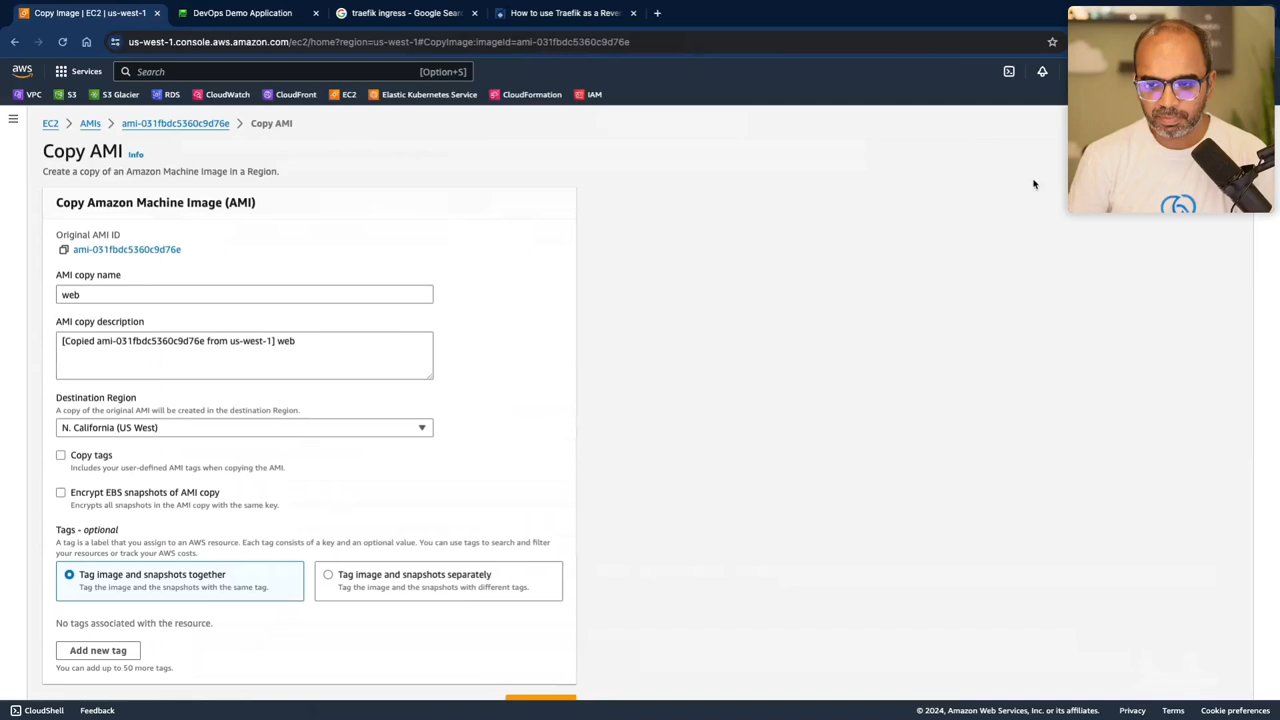 Copy Image | EC2 | us-west-1
DevOps Demo Application
traefik ingress - Google Sear
How to use Traefik as a Reve
us-west-1.console.aws.amazon.com/ec2/home?region=us-west-1#CopyImage:imageId=ami-031fbdc5360c9d76e
aws
Services
Search
[Option+S]
VPC
S3
S3 Glacier
RDS
CloudWatch
CloudFront
EC2
Elastic Kubernetes Service
CloudFormation
IAM
EC2 > AMIs > ami-031fbdc5360c9d76e > Copy AMI
Copy AMI Info
Create a copy of an Amazon Machine Image in a Region.
Copy Amazon Machine Image (AMI)
Original AMI ID
ami-031fbdc5360c9d76e
AMI copy name
web
AMI copy description
[Copied ami-031fbdc5360c9d76e from us-west-1] web
Destination Region
A copy of the original AMI will be created in the destination Region.
N. California (US West)
Copy tags
Includes your user-defined AMI tags when copying the AMI.
Encrypt EBS snapshots of AMI copy
Encrypts all snapshots in the AMI copy with the same key.
Tags - optional
A tag is a label that you assign to an AWS resource. Each tag consists of a key and an optional value. You can use tags to search and filter
your resources or track your AWS costs.
Tag image and snapshots together
Tag the image and the snapshots with the same tag.
Tag image and snapshots separately
Tag the image and the snapshots with different tags.
No tags associated with the resource.
Add new tag
You can add up to 50 more tags.
CloudShell
Feedback
© 2024, Amazon Web Services, Inc. or its affiliates.
Privacy
Terms
Cookie preferences